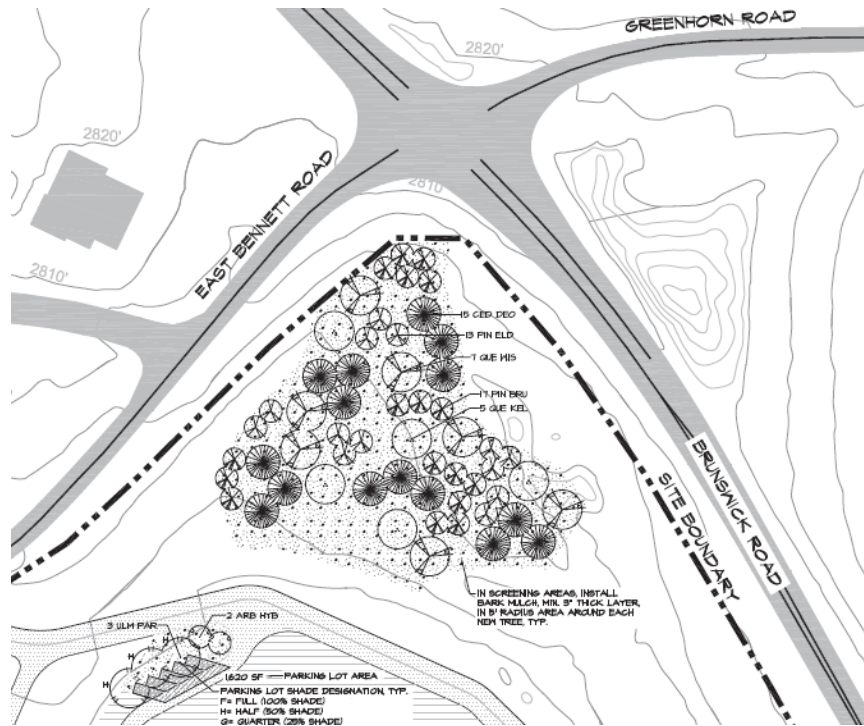 GREENHORN ROAD
2820'
2820'
2810'
EAST BENNETT ROAD
2810'
15 CED DEO
13 PIN ELD
7 QUE WIS
17 PIN BRU
5 QUE KEL
BRUNSWICK ROAD
SITE BOUNDARY
IN SCREENING AREAS, INSTALL
BARK MULCH, MIN. 3" THICK LAYER,
IN 5' RADIUS AREA AROUND EACH
NEW TREE, TYP.
2 ARB HYB
3 ULM PAR
H
H
H
1,620 SF PARKING LOT AREA
PARKING LOT SHADE DESIGNATION, TYP.
F= FULL (100% SHADE)
H= HALF (50% SHADE)
Q= QUARTER (25% SHADE)